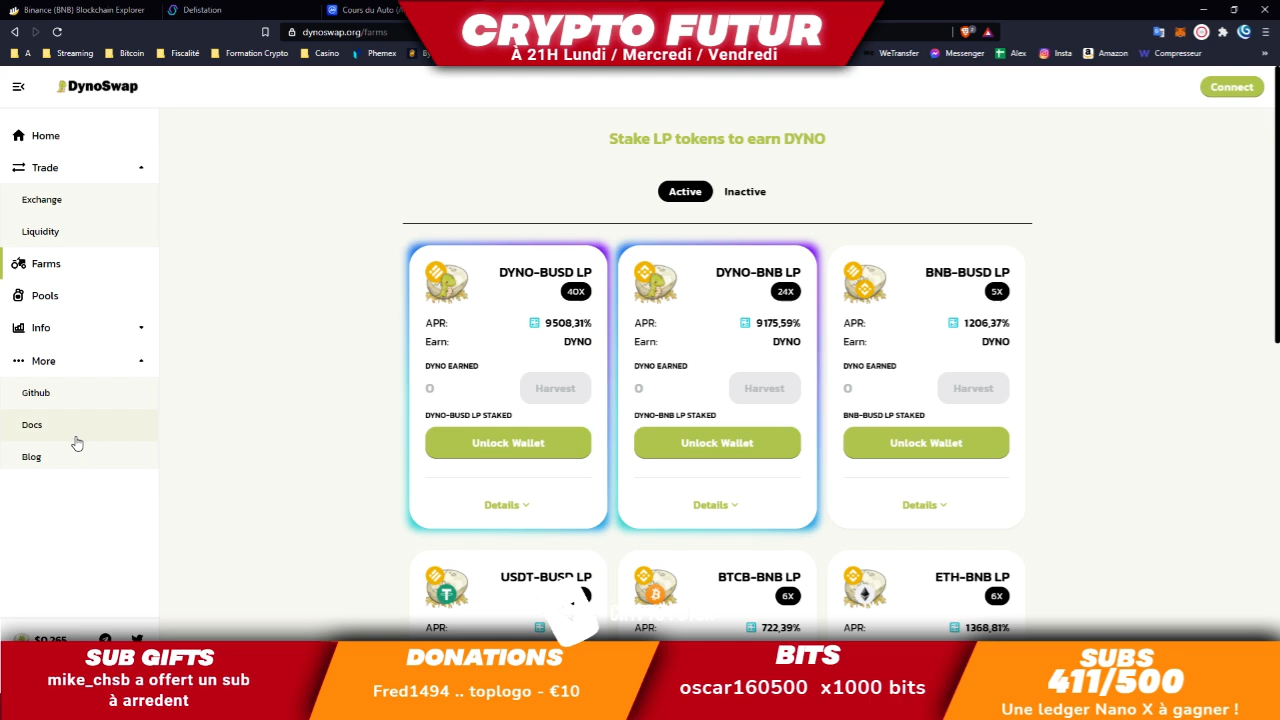 Binance (BNB) Blockchain Explorer
Defistation
Cours du Auto (A
dynoswap.org/farms
A
Streaming
Bitcoin
Fiscalité
Formation Crypto
Casino
Phemex
WeTransfer
Messenger
Alex
Insta
Amazon
Compresseur
CRYPTO FUTUR
À 21H Lundi / Mercredi / Vendredi
DynoSwap
Connect
Home
Trade
Exchange
Liquidity
Farms
Pools
Info
More
Github
Docs
Blog
$0.265
Stake LP tokens to earn DYNO
Active
Inactive
DYNO-BUSD LP
40X
APR: 9508,31%
Earn: DYNO
DYNO EARNED
0
Harvest
DYNO-BUSD LP STAKED
Unlock Wallet
Details
DYNO-BNB LP
24X
APR: 9175,59%
Earn: DYNO
DYNO EARNED
0
Harvest
DYNO-BNB LP STAKED
Unlock Wallet
Details
BNB-BUSD LP
5X
APR: 1206,37%
Earn: DYNO
DYNO EARNED
0
Harvest
BNB-BUSD LP STAKED
Unlock Wallet
Details
USDT-BUSD LP
APR:
BTCB-BNB LP
6X
APR: 722,39%
ETH-BNB LP
6X
APR: 1368,81%
SUB GIFTS
mike_chsb a offert un sub
à arredent
DONATIONS
Fred1494 .. toplogo - €10
BITS
oscar160500 x1000 bits
SUBS
411/500
Une ledger Nano X à gagner !